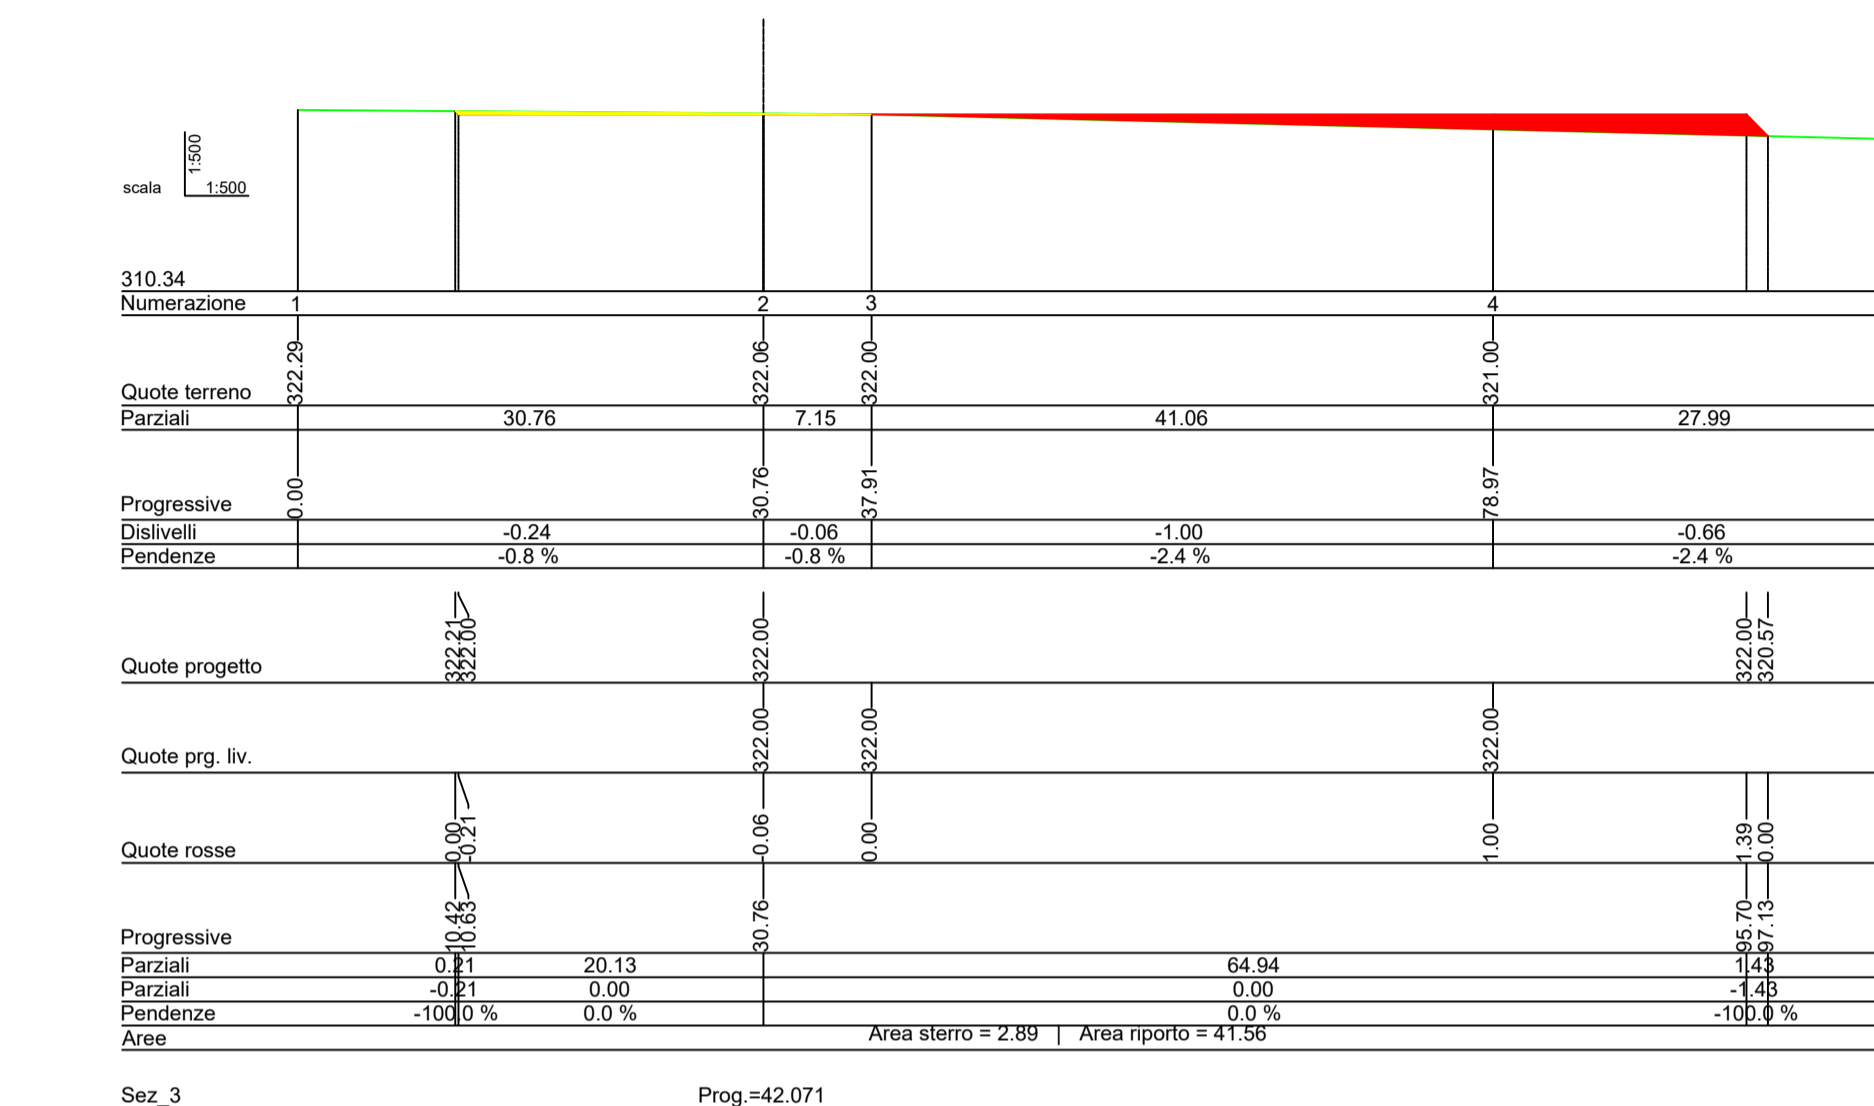 1:500
scala 1:500
310.34
Numerazione 1 2 3 4
Quote terreno 322.29 322.06 322.00 321.00
Parziali 30.76 7.15 41.06 27.99
Progressive 0.00 30.76 37.91 78.97
Dislivelli -0.24 -0.06 -1.00 -0.66
Pendenze -0.8 % -0.8 % -2.4 % -2.4 %
Quote progetto 322.21 322.00 322.00 322.00 320.57
Quote prg. liv. 322.00 322.00 322.00
Quote rosse 0.00 -0.21 -0.06 0.00 1.00 1.39 0.00
Progressive 10.42 10.63 30.76 95.70 97.13
Parziali 0.21 20.13 64.94 1.43
Parziali -0.21 0.00 0.00 -1.43
Pendenze -100.0 % 0.0 % 0.0 % -100.0 %
Aree Area sterro = 2.89 | Area riporto = 41.56
Sez_3 Prog.=42.071